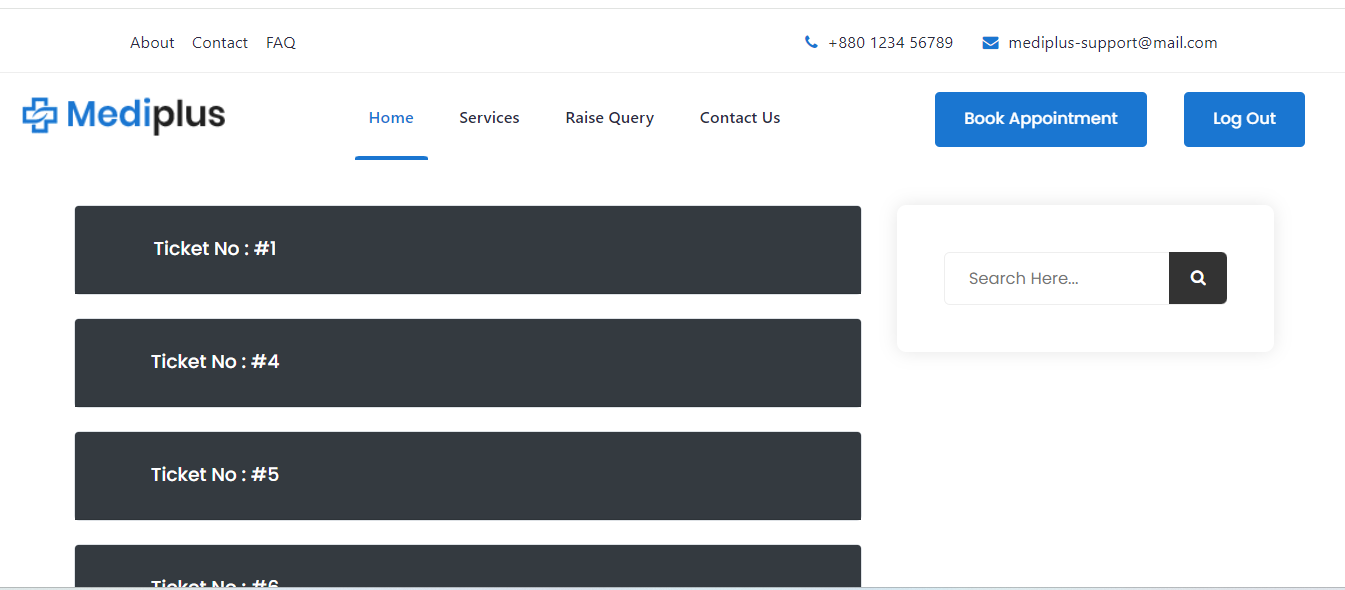 About Contact FAQ +880 1234 56789 mediplus-support@mail.com
Mediplus Home Services Raise Query Contact Us Book Appointment Log Out
Ticket No : #1
Search Here...
Ticket No : #4
Ticket No : #5
Ticket No : #6